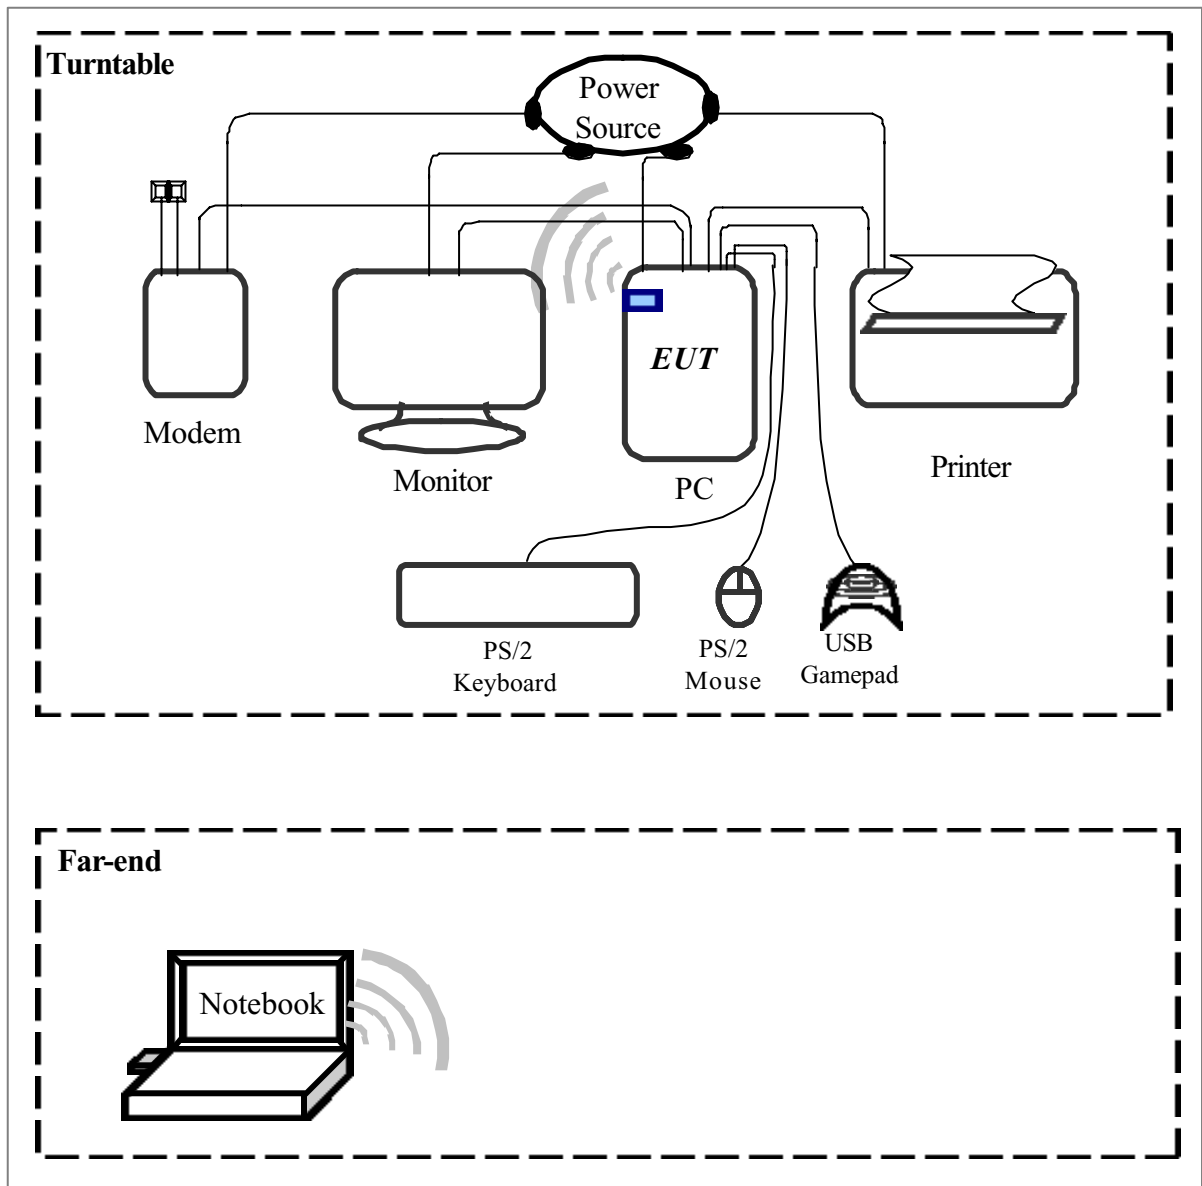 Turntable
Power
Source
EUT
Modem
Monitor
PC
Printer
PS/2
Keyboard
PS/2
Mouse
USB
Gamepad
Far-end
Notebook